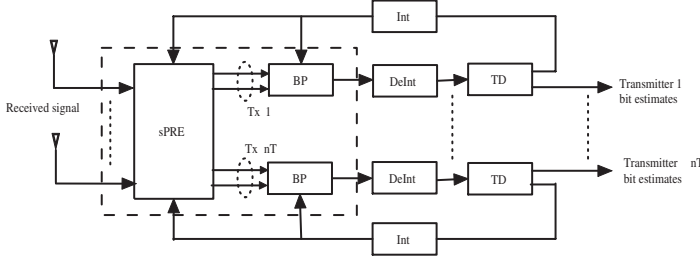 Int
BP
DeInt
TD
Transmitter 1
bit estimates
Tx 1
Received signal
sPRE
Tx nT
BP
DeInt
TD
Transmitter nT
bit estimates
Int